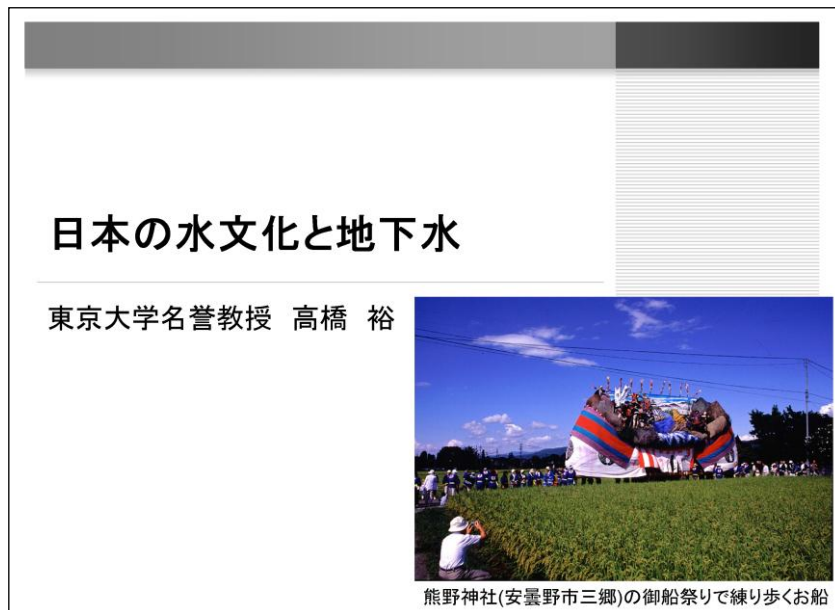 日本の水文化と地下水
東京大学名誉教授　高橋　裕
熊野神社(安曇野市三郷)の御船祭りで練り歩くお船